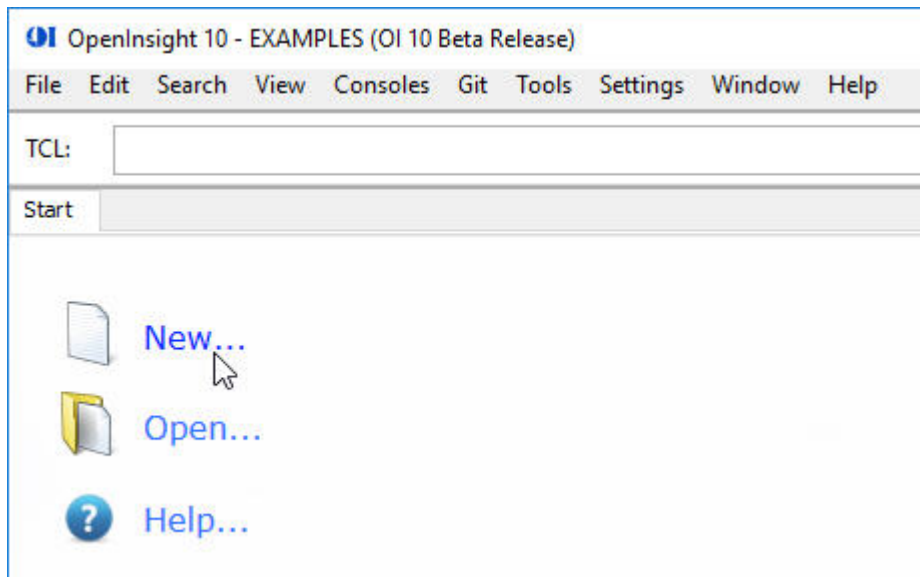 OI OpenInsight 10 - EXAMPLES (OI 10 Beta Release)
File Edit Search View Consoles Git Tools Settings Window Help
TCL:
Start
New...
Open...
? Help...